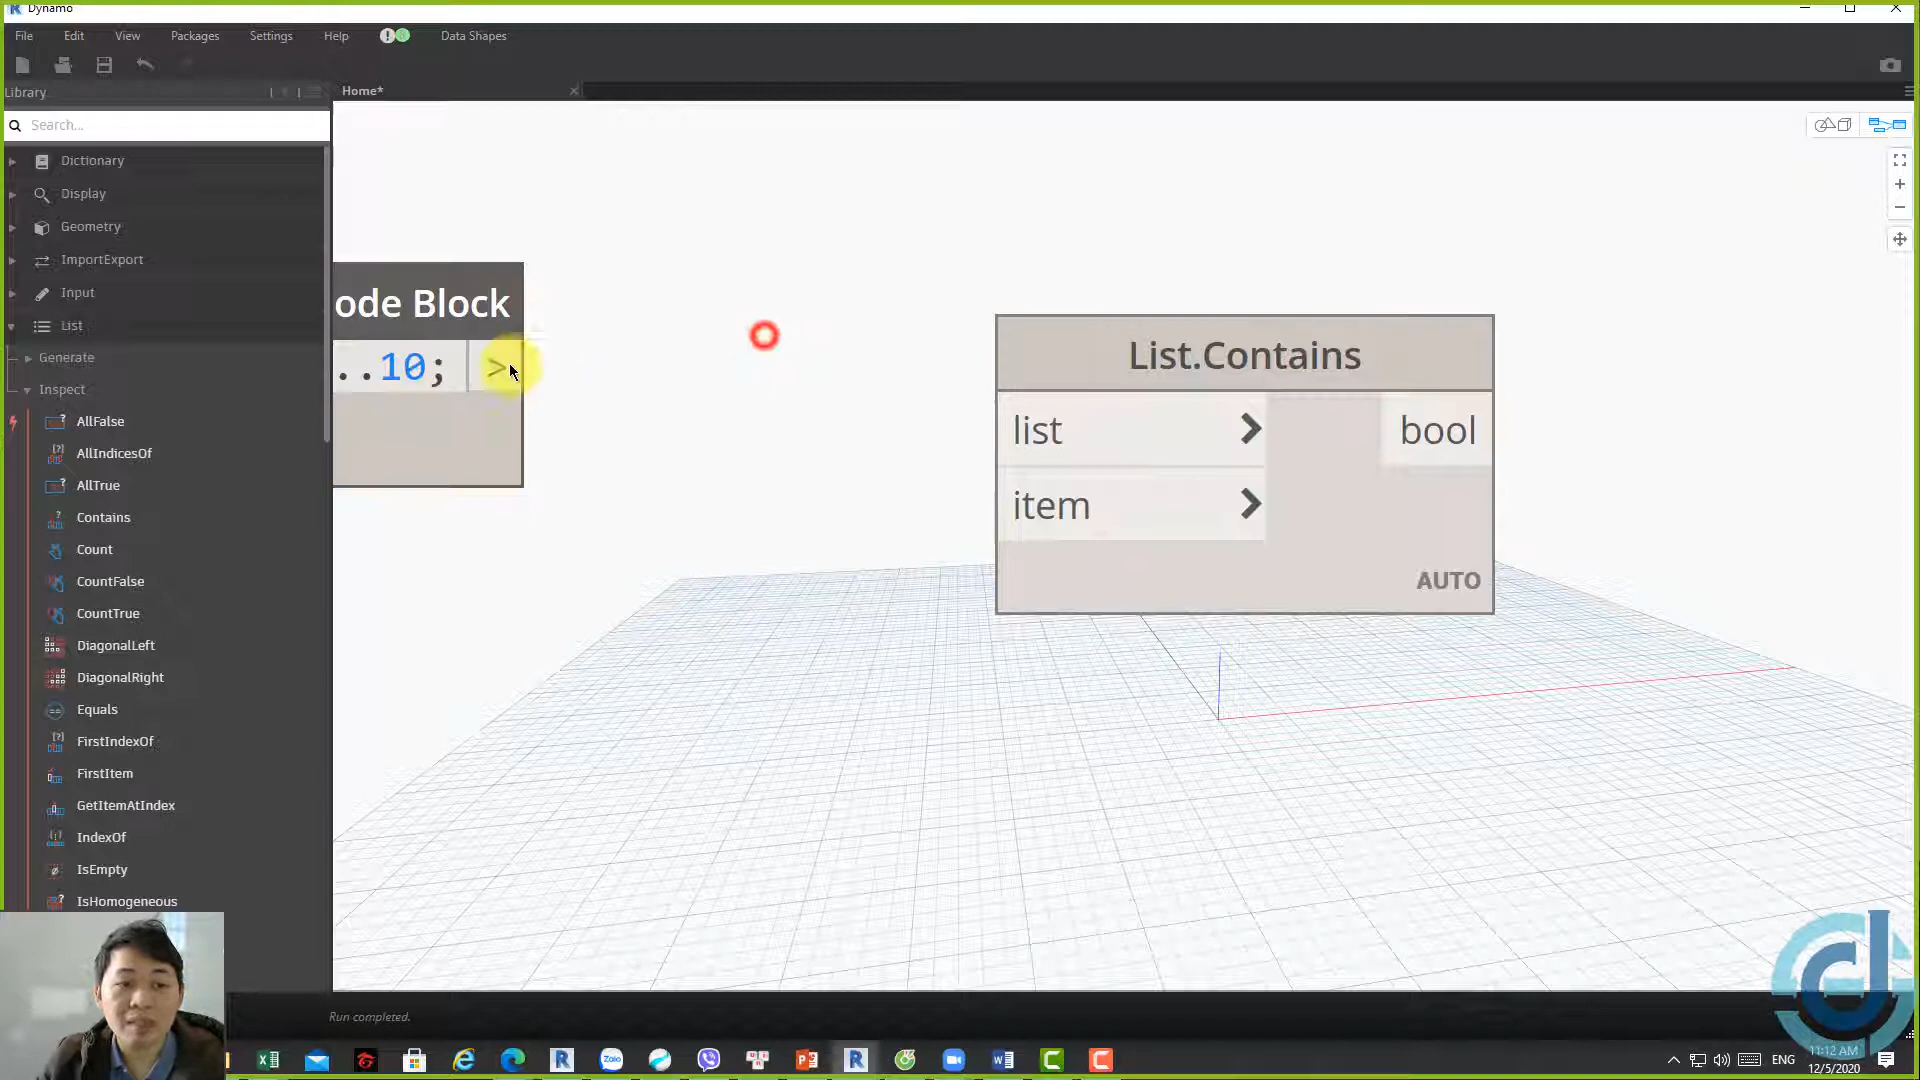 Dynamo
File Edit View Packages Settings Help Data Shapes
Library
Home*
Search...
Dictionary
Display
Geometry
ImportExport
Input
List
Generate
Inspect
AllFalse
AllIndicesOf
AllTrue
Contains
Count
CountFalse
CountTrue
DiagonalLeft
DiagonalRight
Equals
FirstIndexOf
FirstItem
GetItemAtIndex
IndexOf
IsEmpty
IsHomogeneous
ode Block
..10; >
List.Contains
list > bool
item >
AUTO
Run completed.
ENG
11:12 AM
12/5/2020